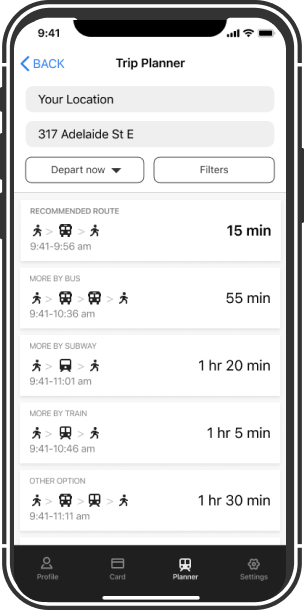 9:41
BACK
Trip Planner
Your Location
317 Adelaide St E
Depart now
Filters
RECOMMENDED ROUTE
> >
15 min
9:41-9:56 am
MORE BY BUS
> > >
55 min
9:41-10:36 am
MORE BY SUBWAY
> >
1 hr 20 min
9:41-11:01 am
MORE BY TRAIN
> >
1 hr 5 min
9:41-10:46 am
OTHER OPTION
> > >
1 hr 30 min
9:41-11:11 am
Profile
Card
Planner
Settings